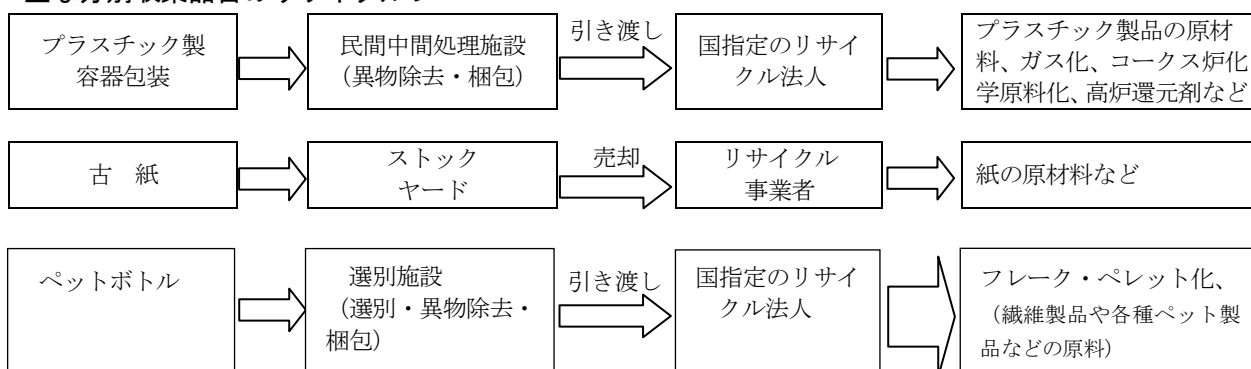 プラスチック製
容器包装
民間中間処理施設
(異物除去・梱包)
引き渡し
国指定のリサイ
クル法人
プラスチック製品の原材
料、ガス化、コークス炉化
学原料化、高炉還元剤など
古　紙
ストック
ヤード
売却
リサイクル
事業者
紙の原材料など
ペットボトル
選別施設
(選別・異物除去・
梱包)
引き渡し
国指定のリサイ
クル法人
フレーク・ペレット化、
(繊維製品や各種ペット製
品などの原料)